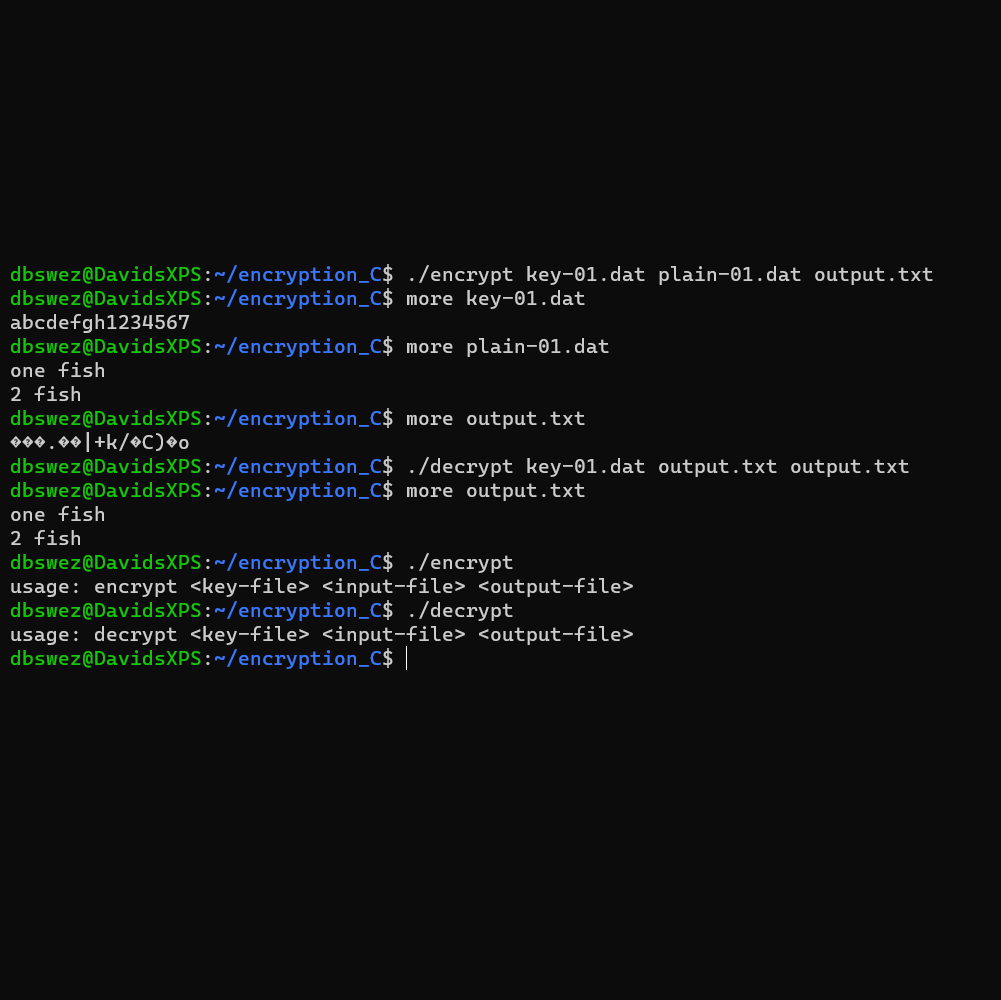 dbswez@DavidsXPS:~/encryption_C$ ./encrypt key-01.dat plain-01.dat output.txt
dbswez@DavidsXPS:~/encryption_C$ more key-01.dat
abcdefgh1234567
dbswez@DavidsXPS:~/encryption_C$ more plain-01.dat
one fish
2 fish
dbswez@DavidsXPS:~/encryption_C$ more output.txt
���.��|+k/�C)�o
dbswez@DavidsXPS:~/encryption_C$ ./decrypt key-01.dat output.txt output.txt
dbswez@DavidsXPS:~/encryption_C$ more output.txt
one fish
2 fish
dbswez@DavidsXPS:~/encryption_C$ ./encrypt
usage: encrypt <key-file> <input-file> <output-file>
dbswez@DavidsXPS:~/encryption_C$ ./decrypt
usage: decrypt <key-file> <input-file> <output-file>
dbswez@DavidsXPS:~/encryption_C$